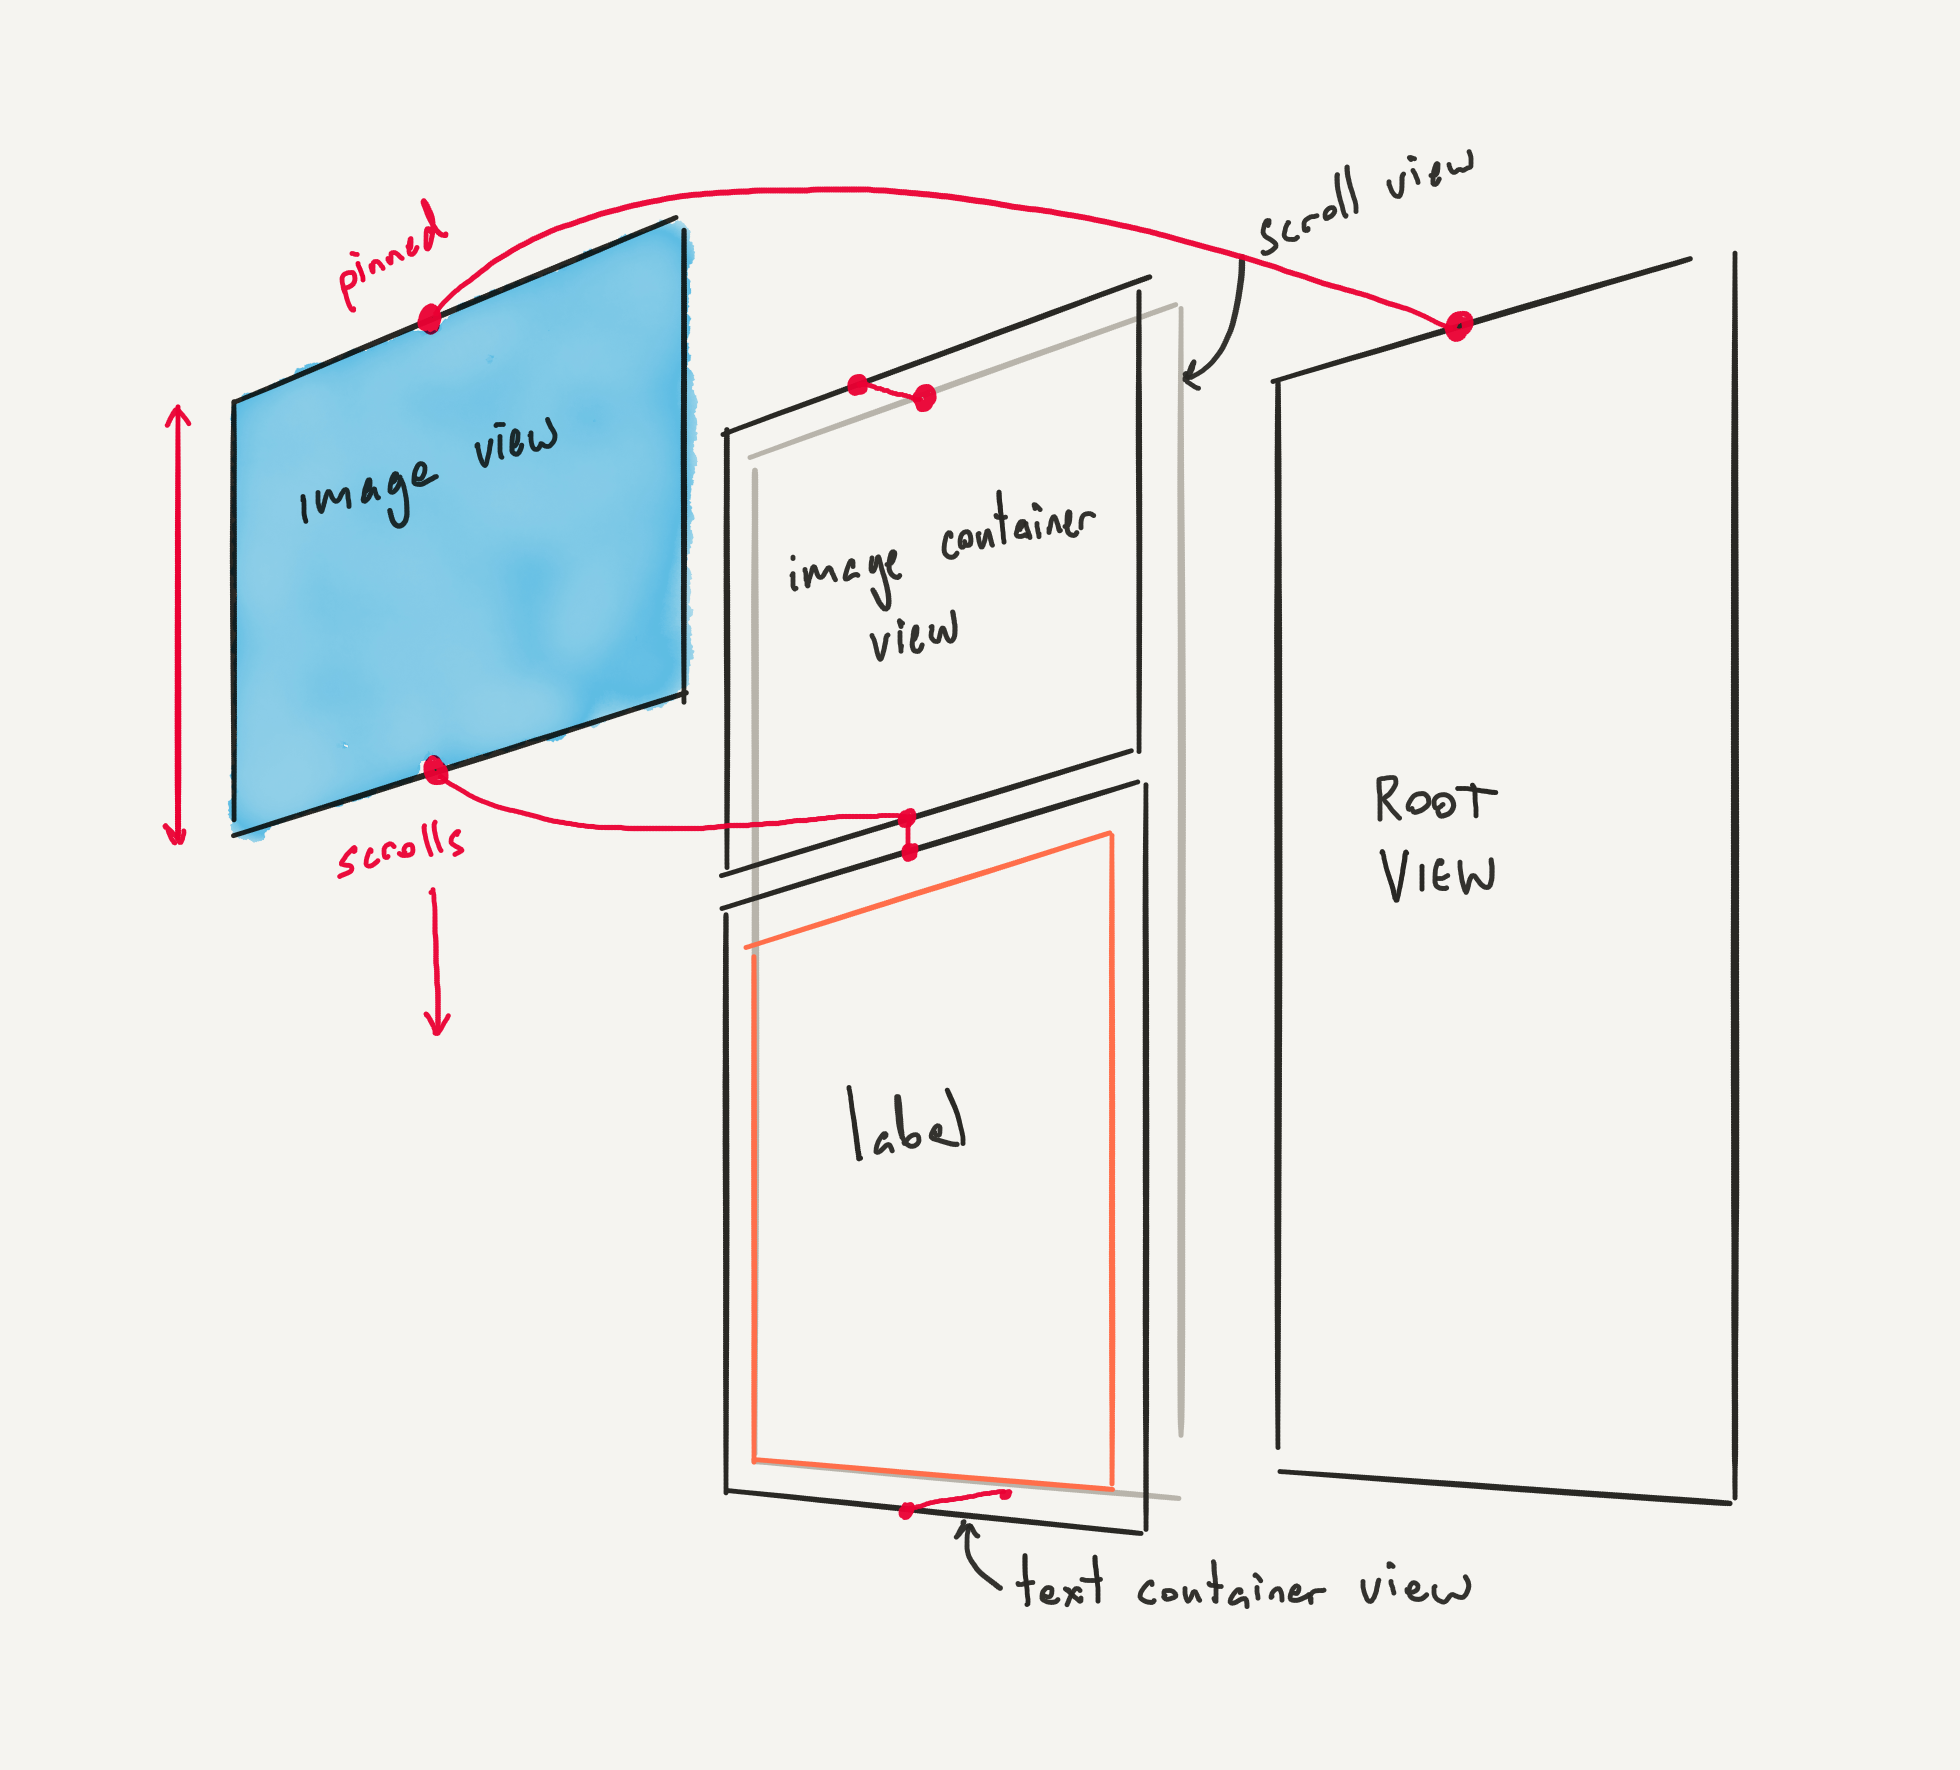 scroll view
pinned
image view
image container
view
ROOT
VIEW
scrolls
label
text container view